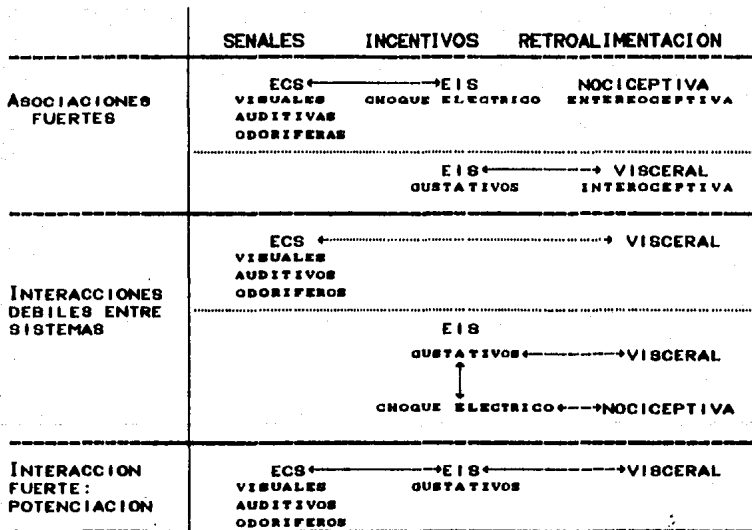 SENALES INCENTIVOS RETROALIMENTACION
ASOCIACIONES FUERTES
ECS EIS NOCICEPTIVA
VISUALES CHOQUE ELECTRICO ENTEREOCEPTIVA
AUDITIVAS
ODORIFERAS
EIS VISCERAL
GUSTATIVOS INTEROCEPTIVA
ECS VISCERAL
VISUALES
AUDITIVOS
ODORIFEROS
INTERACCIONES
DEBILES ENTRE
SISTEMAS
EIS
GUSTATIVOS VISCERAL
CHOQUE ELECTRICO NOCICEPTIVA
INTERACCION
FUERTE:
POTENCIACION
ECS EIS VISCERAL
VISUALES GUSTATIVOS
AUDITIVOS
ODORIFEROS